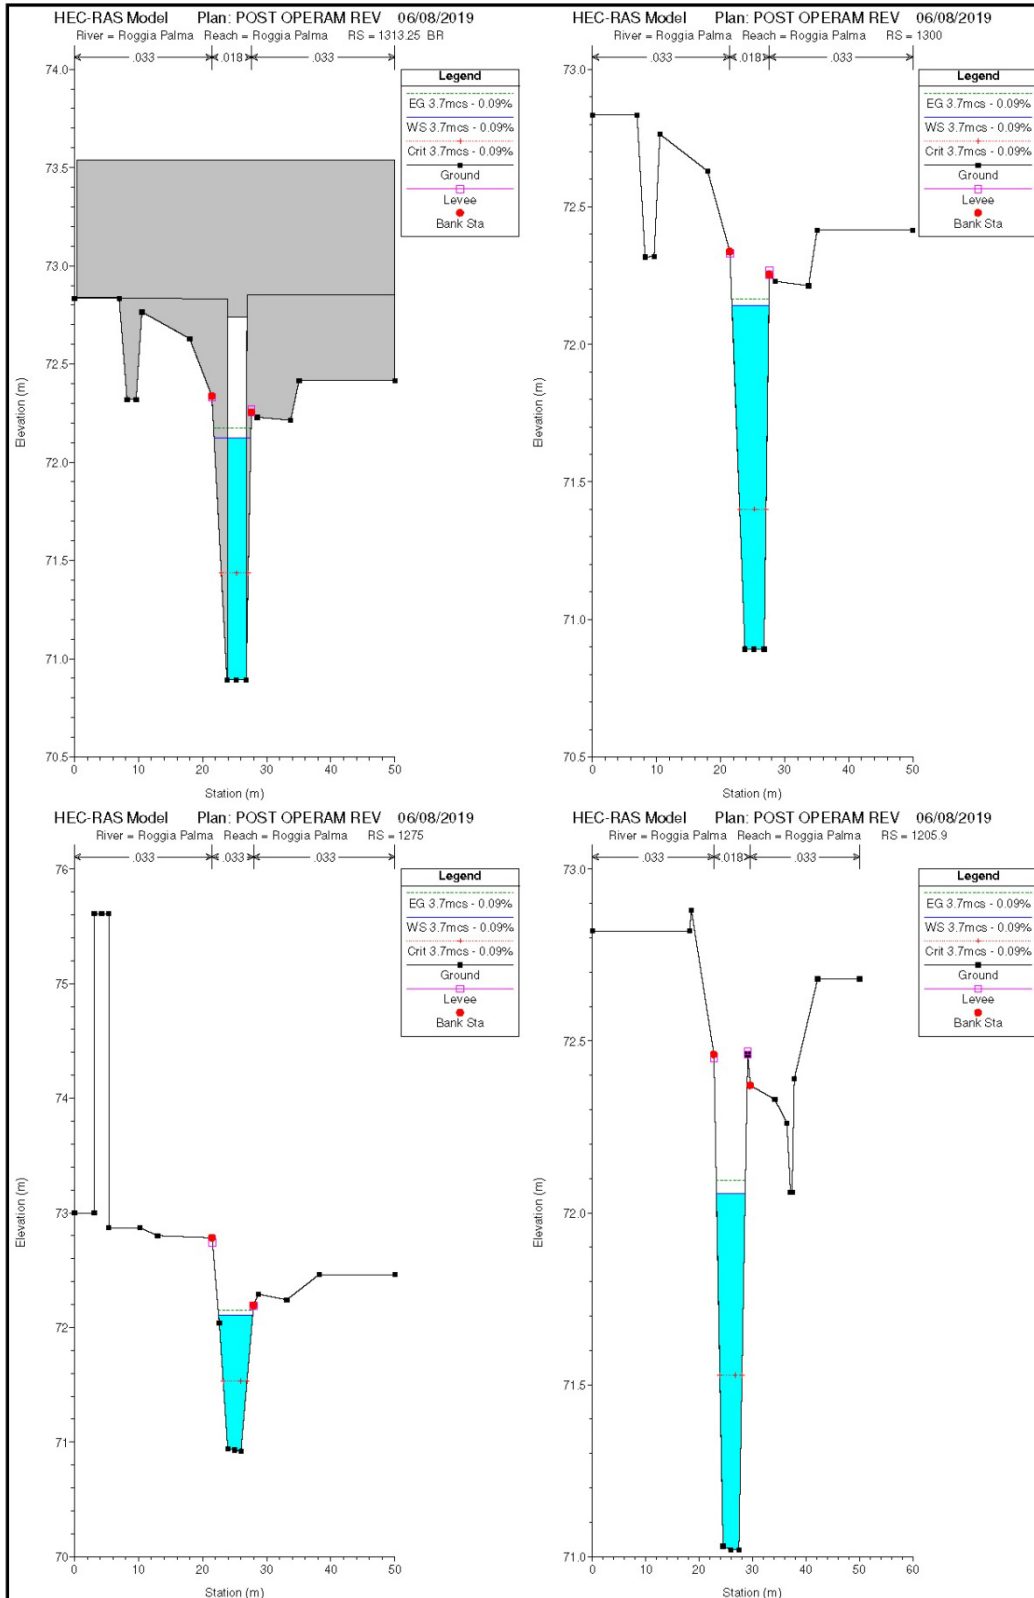 HEC-RAS Model Plan: POST OPERAM REV 06/08/2019
River = Roggia Palma Reach = Roggia Palma RS = 1313.25 BR
.033 .018 .033
Legend
EG 3.7mcs - 0.09%
WS 3.7mcs - 0.09%
Crit 3.7mcs - 0.09%
Ground
Levee
Bank Sta
74.0
73.5
73.0
72.5
72.0
71.5
71.0
70.5
Elevation (m)
0 10 20 30 40 50
Station (m)
HEC-RAS Model Plan: POST OPERAM REV 06/08/2019
River = Roggia Palma Reach = Roggia Palma RS = 1300
.033 .018 .033
Legend
EG 3.7mcs - 0.09%
WS 3.7mcs - 0.09%
Crit 3.7mcs - 0.09%
Ground
Levee
Bank Sta
73.0
72.5
72.0
71.5
71.0
70.5
Elevation (m)
0 10 20 30 40 50
Station (m)
HEC-RAS Model Plan: POST OPERAM REV 06/08/2019
River = Roggia Palma Reach = Roggia Palma RS = 1275
.033 .033 .033
Legend
EG 3.7mcs - 0.09%
WS 3.7mcs - 0.09%
Crit 3.7mcs - 0.09%
Ground
Levee
Bank Sta
76
75
74
73
72
71
70
Elevation (m)
0 10 20 30 40 50
Station (m)
HEC-RAS Model Plan: POST OPERAM REV 06/08/2019
River = Roggia Palma Reach = Roggia Palma RS = 1205.9
.033 .018 .033
Legend
EG 3.7mcs - 0.09%
WS 3.7mcs - 0.09%
Crit 3.7mcs - 0.09%
Ground
Levee
Bank Sta
73.0
72.5
72.0
71.5
71.0
Elevation (m)
0 10 20 30 40 50 60
Station (m)